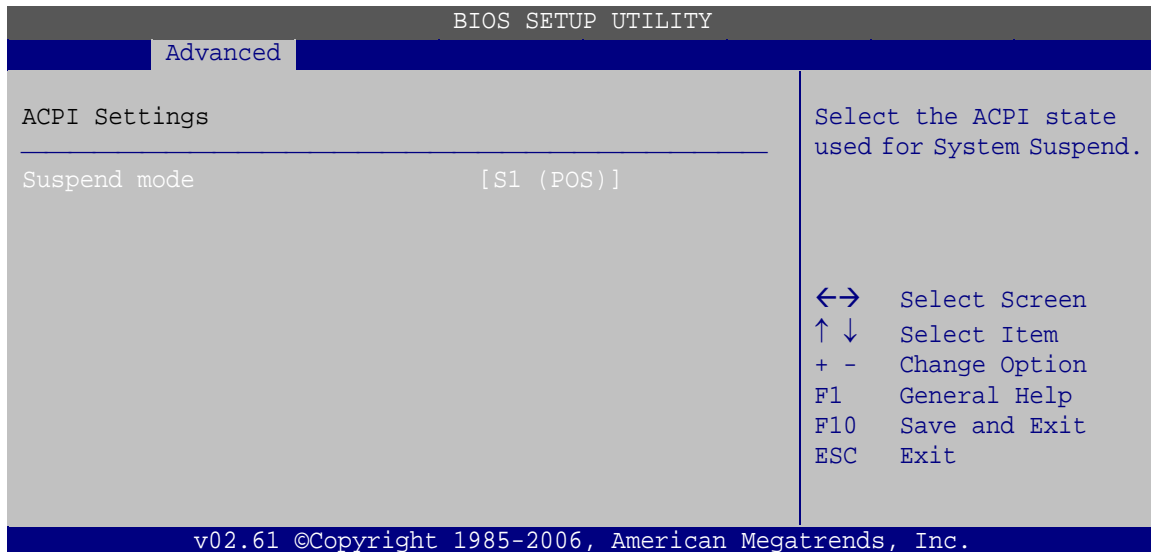 BIOS SETUP UTILITY
Advanced
ACPI Settings
Suspend mode [S1 (POS)]
Select the ACPI state
used for System Suspend.
←→ Select Screen
↑ ↓ Select Item
+ - Change Option
F1 General Help
F10 Save and Exit
ESC Exit
v02.61 ©Copyright 1985-2006, American Megatrends, Inc.